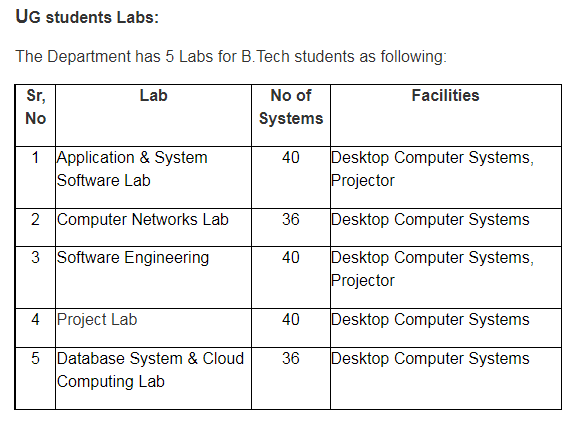 UG students Labs:
The Department has 5 Labs for B.Tech students as following:
Sr, No Lab No of Systems Facilities
1 Application & System Software Lab 40 Desktop Computer Systems, Projector
2 Computer Networks Lab 36 Desktop Computer Systems
3 Software Engineering 40 Desktop Computer Systems, Projector
4 Project Lab 40 Desktop Computer Systems
5 Database System & Cloud Computing Lab 36 Desktop Computer Systems